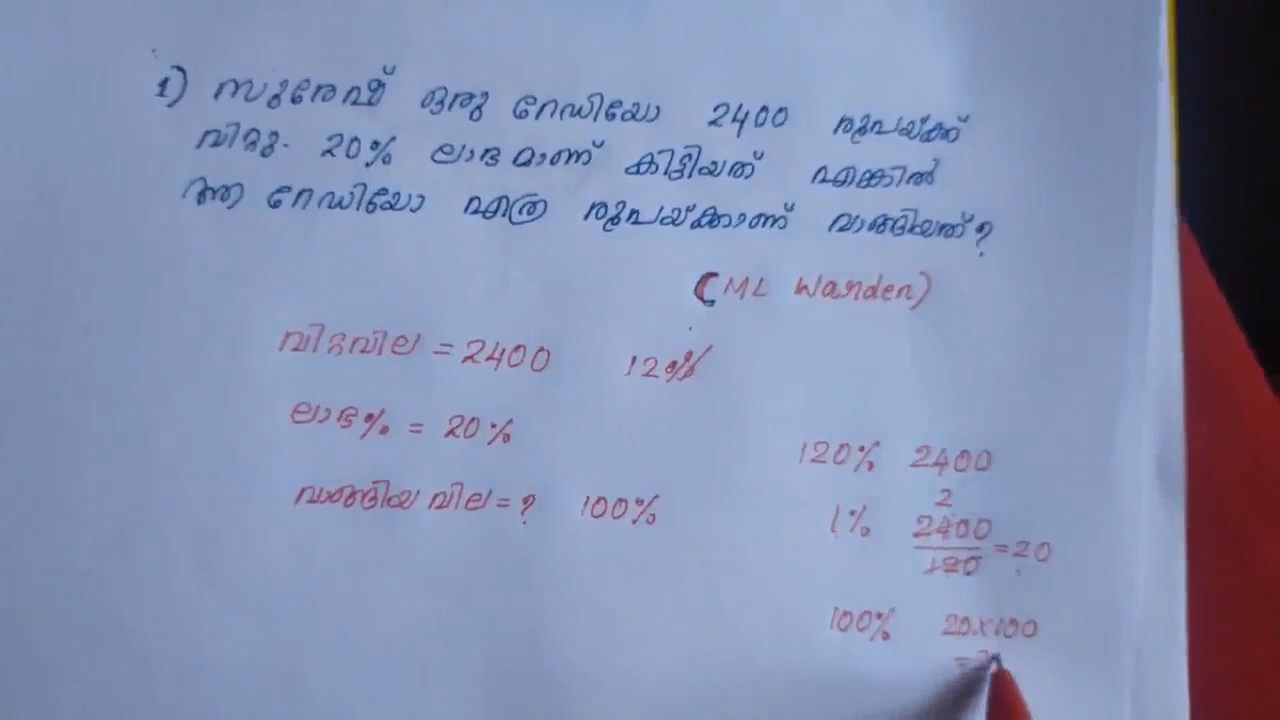 1) സുരേഷ് ഒരു റേഡിയോ 2400 രൂപയ്ക്ക്
വിറ്റു. 20% ലാഭമാണ് കിട്ടിയത് എങ്കിൽ
ആ റേഡിയോ എത്ര രൂപയ്ക്കാണ് വാങ്ങിയത്?
(ML Warden)
വിറ്റവില = 2400 120%
ലാഭ% = 20%
വാങ്ങിയ വില = ? 100%
120% 2400
2
1% 2400
120 = 20
100% 20x100
=